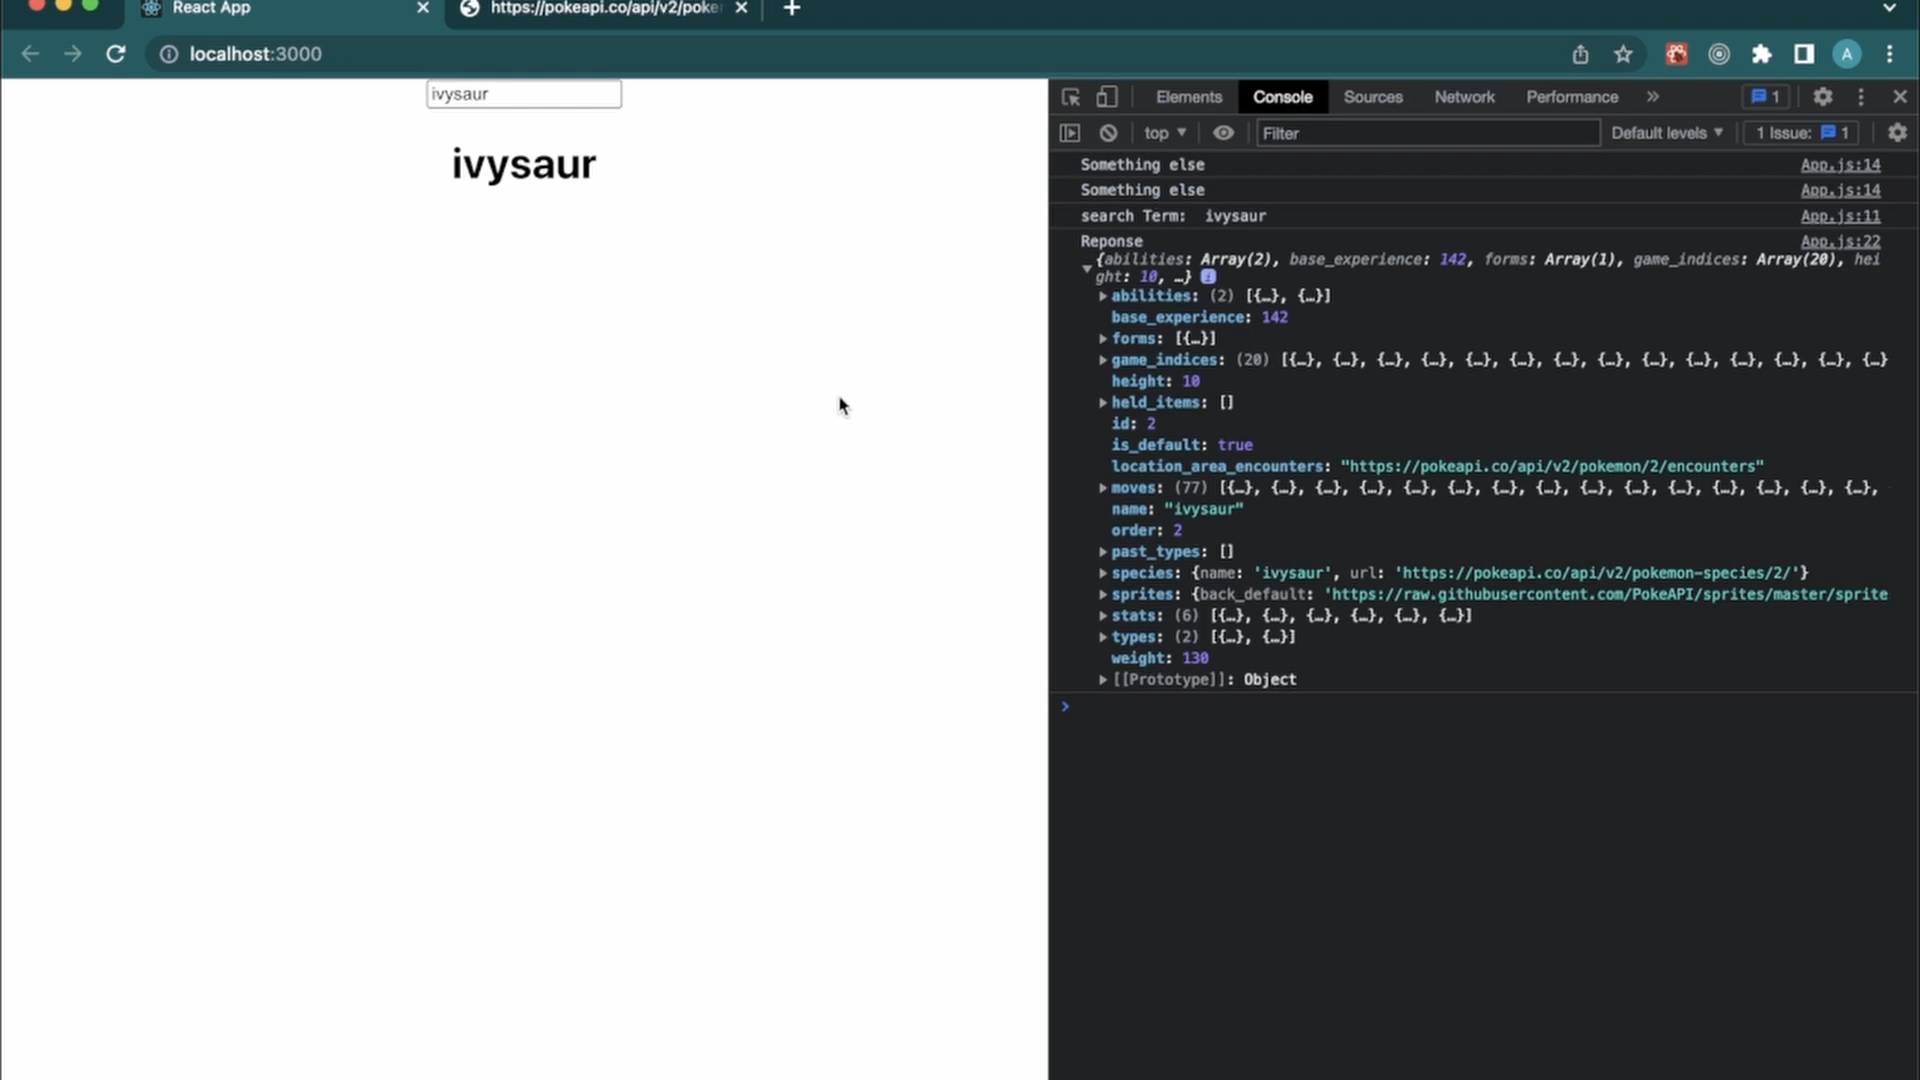 React App
https://pokeapi.co/api/v2/poke
localhost:3000
A
ivysaur
ivysaur
Elements Console Sources Network Performance » 1
top Filter Default levels 1 Issue: 1
Something else App.js:14
Something else App.js:14
search Term: ivysaur App.js:11
Reponse App.js:22
{abilities: Array(2), base_experience: 142, forms: Array(1), game_indices: Array(20), hei
ght: 10, …}
abilities: (2) [{…}, {…}]
base_experience: 142
forms: [{…}]
game_indices: (20) [{…}, {…}, {…}, {…}, {…}, {…}, {…}, {…}, {…}, {…}, {…}, {…}, {…}, {…}
height: 10
held_items: []
id: 2
is_default: true
location_area_encounters: "https://pokeapi.co/api/v2/pokemon/2/encounters"
moves: (77) [{…}, {…}, {…}, {…}, {…}, {…}, {…}, {…}, {…}, {…}, {…}, {…}, {…}, {…}, {…},
name: "ivysaur"
order: 2
past_types: []
species: {name: 'ivysaur', url: 'https://pokeapi.co/api/v2/pokemon-species/2/'}
sprites: {back_default: 'https://raw.githubusercontent.com/PokeAPI/sprites/master/sprite
stats: (6) [{…}, {…}, {…}, {…}, {…}, {…}]
types: (2) [{…}, {…}]
weight: 130
[[Prototype]]: Object